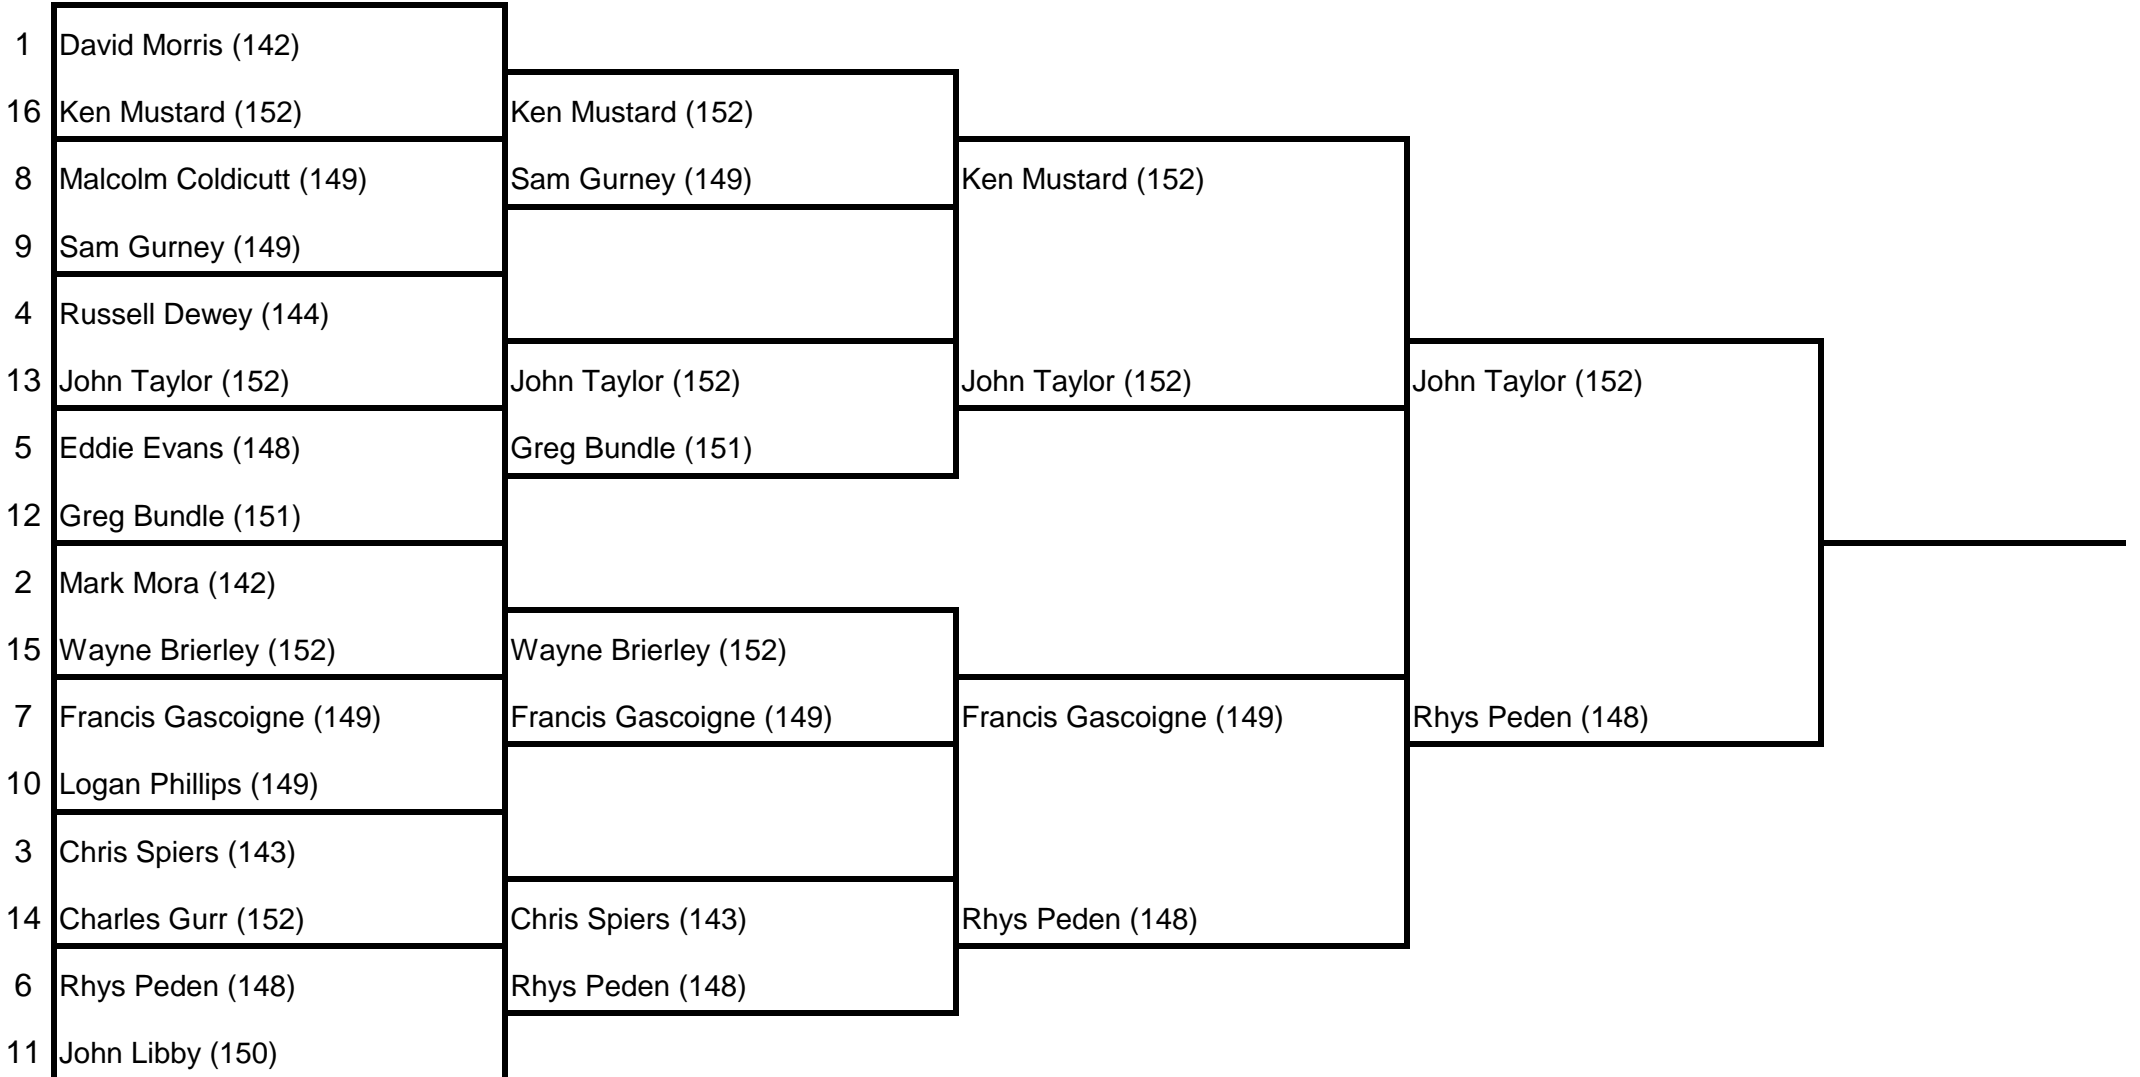 1 David Morris (142)
16 Ken Mustard (152) Ken Mustard (152)
8 Malcolm Coldicutt (149) Sam Gurney (149) Ken Mustard (152)
9 Sam Gurney (149)
4 Russell Dewey (144)
13 John Taylor (152) John Taylor (152) John Taylor (152) John Taylor (152)
5 Eddie Evans (148) Greg Bundle (151)
12 Greg Bundle (151)
2 Mark Mora (142)
15 Wayne Brierley (152) Wayne Brierley (152)
7 Francis Gascoigne (149) Francis Gascoigne (149) Francis Gascoigne (149) Rhys Peden (148)
10 Logan Phillips (149)
3 Chris Spiers (143)
14 Charles Gurr (152) Chris Spiers (143) Rhys Peden (148)
6 Rhys Peden (148) Rhys Peden (148)
11 John Libby (150)